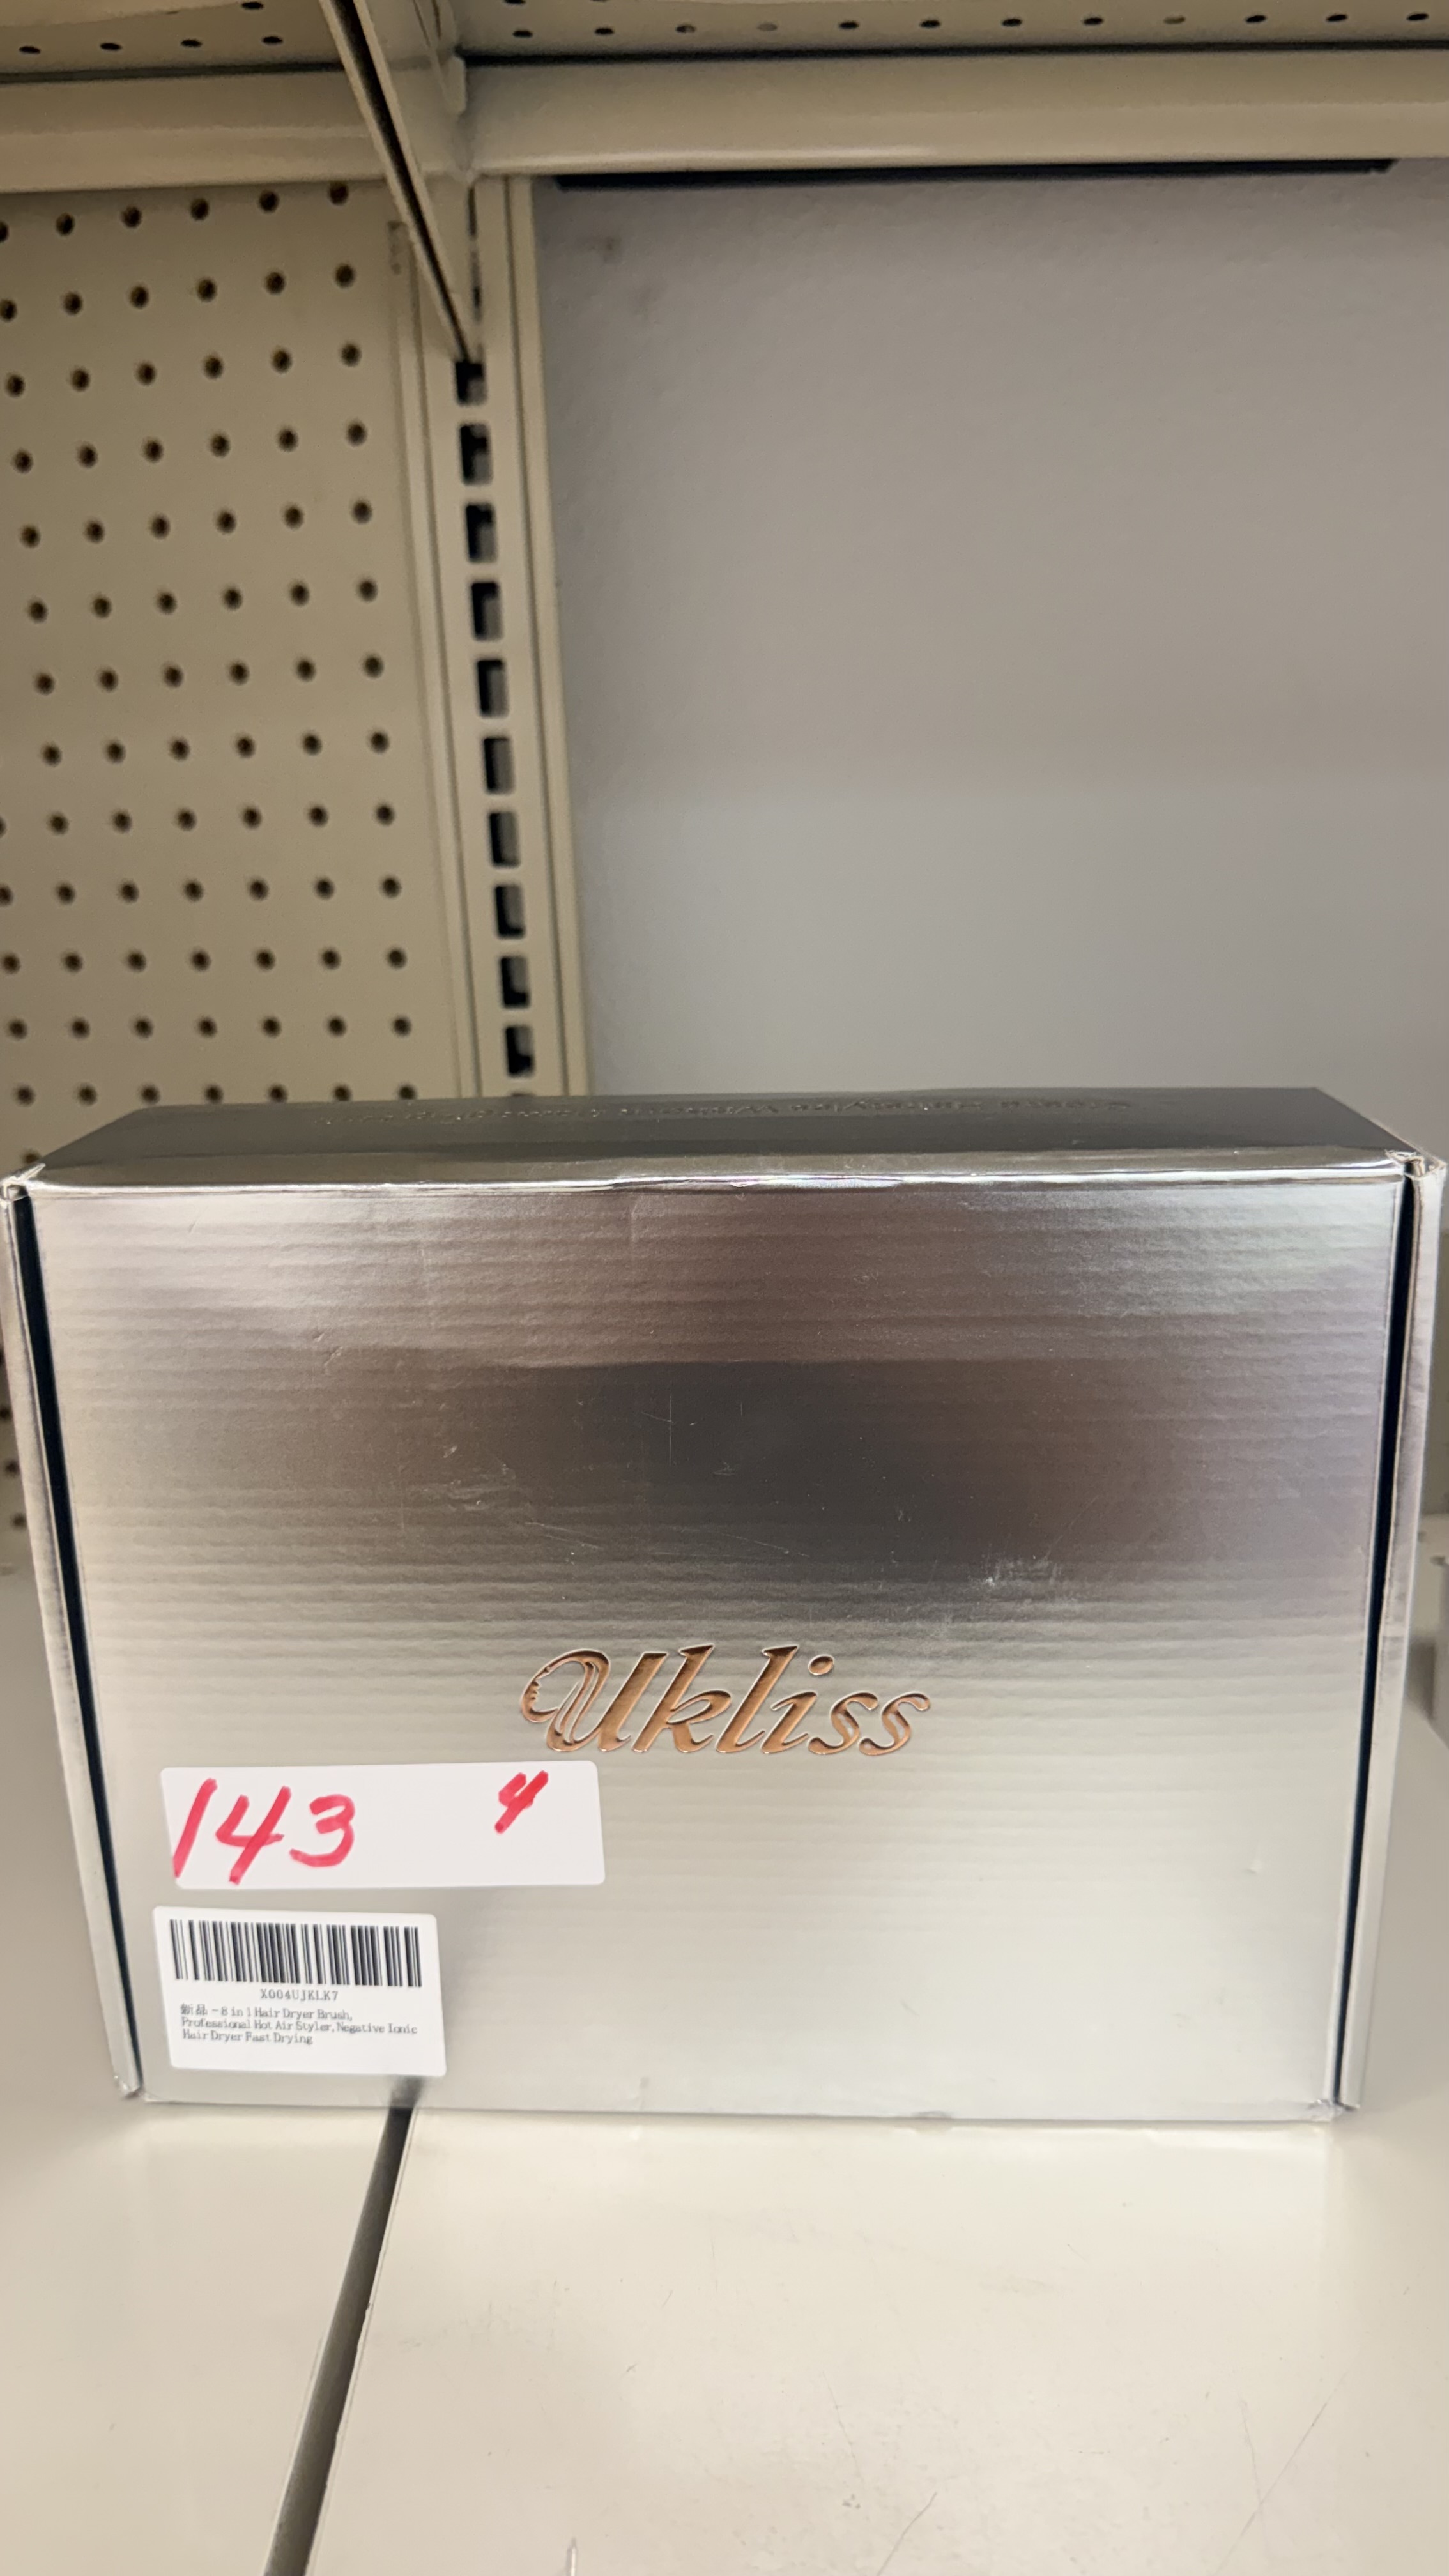 Ukliss
143 4
X004UJKLK7
新品 - 8 in 1 Hair Dryer Brush,
Professional Hot Air Styler, Negative Ionic
Hair Dryer Fast Drying